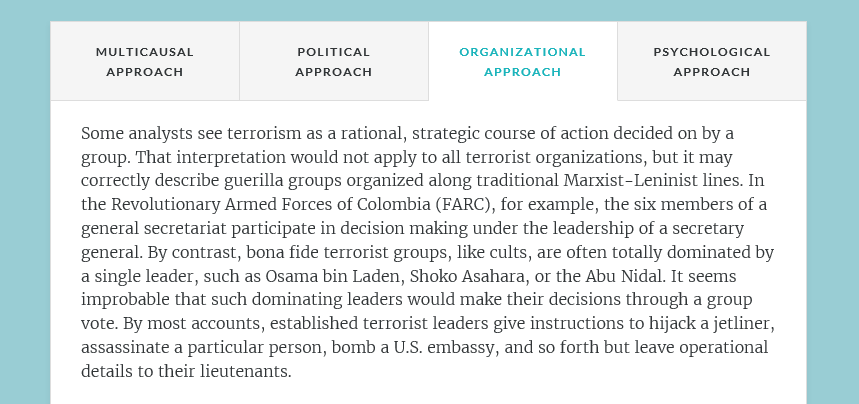 MULTICAUSAL
APPROACH
POLITICAL
APPROACH
ORGANIZATIONAL
APPROACH
PSYCHOLOGICAL
APPROACH
Some analysts see terrorism as a rational, strategic course of action decided on by a
group. That interpretation would not apply to all terrorist organizations, but it may
correctly describe guerilla groups organized along traditional Marxist-Leninist lines. In
the Revolutionary Armed Forces of Colombia (FARC), for example, the six members of a
general secretariat participate in decision making under the leadership of a secretary
general. By contrast, bona fide terrorist groups, like cults, are often totally dominated by
a single leader, such as Osama bin Laden, Shoko Asahara, or the Abu Nidal. It seems
improbable that such dominating leaders would make their decisions through a group
vote. By most accounts, established terrorist leaders give instructions to hijack a jetliner,
assassinate a particular person, bomb a U.S. embassy, and so forth but leave operational
details to their lieutenants.